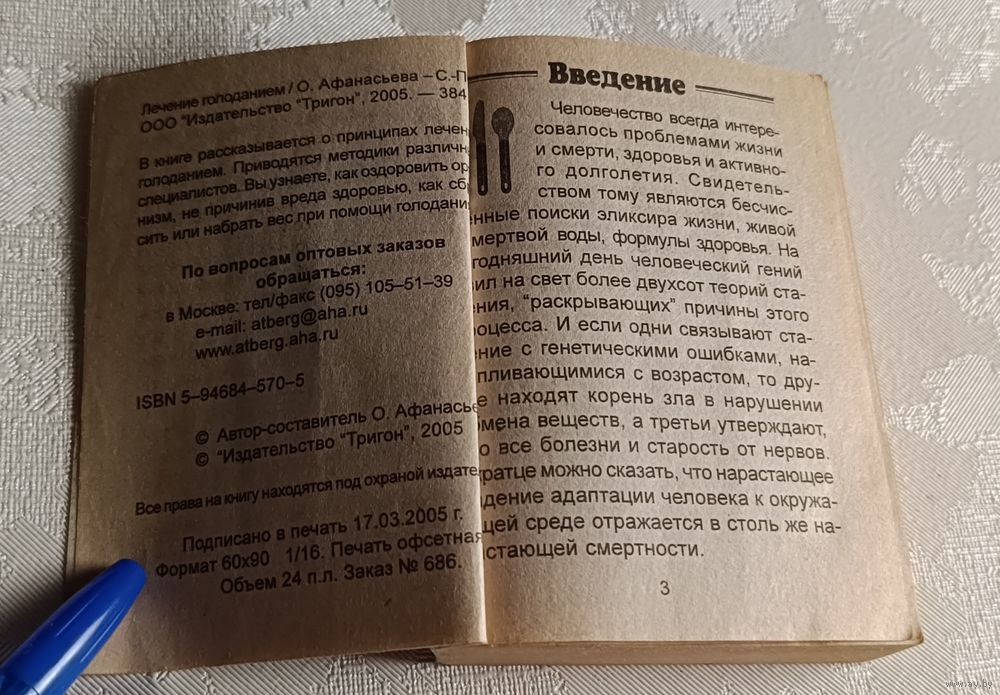 Лечение голоданием / О. Афанасьева – С.-П
ООО "Издательство "Тригон", 2005. — 384
В книге рассказывается о принципах лечен
голоданием. Приводятся методики различн
специалистов. Вы узнаете, как оздоровить ор
низм, не причинив вреда здоровью, как сбр
сить или набрать вес при помощи голодани
По вопросам оптовых заказов
обращаться:
в Москве: тел/факс (095) 105–51–39
e-mail: atberg@aha.ru
www.atberg.aha.ru
ISBN 5–94684–570–5
© Автор-составитель О. Афанасье
© "Издательство "Тригон", 2005
Все права на книгу находятся под охраной издате
Подписано в печать 17.03.2005 г.
Формат 60х90 1/16. Печать офсетная
Объем 24 п.л. Заказ № 686.
Введение
Человечество всегда интере-
совалось проблемами жизни
и смерти, здоровья и активно-
го долголетия. Свидетель-
ством тому являются бесчис-
нные поиски эликсира жизни, живой
мертвой воды, формулы здоровья. На
годняшний день человеческий гений
ил на свет более двухсот теорий ста-
ения, "раскрывающих" причины этого
оцесса. И если одни связывают ста-
ние с генетическими ошибками, на-
пливающимися с возрастом, то дру-
е находят корень зла в нарушении
мена веществ, а третьи утверждают,
о все болезни и старость от нервов.
ратце можно сказать, что нарастающее
дение адаптации человека к окружа-
щей среде отражается в столь же на-
стающей смертности.
3
www.ay.by